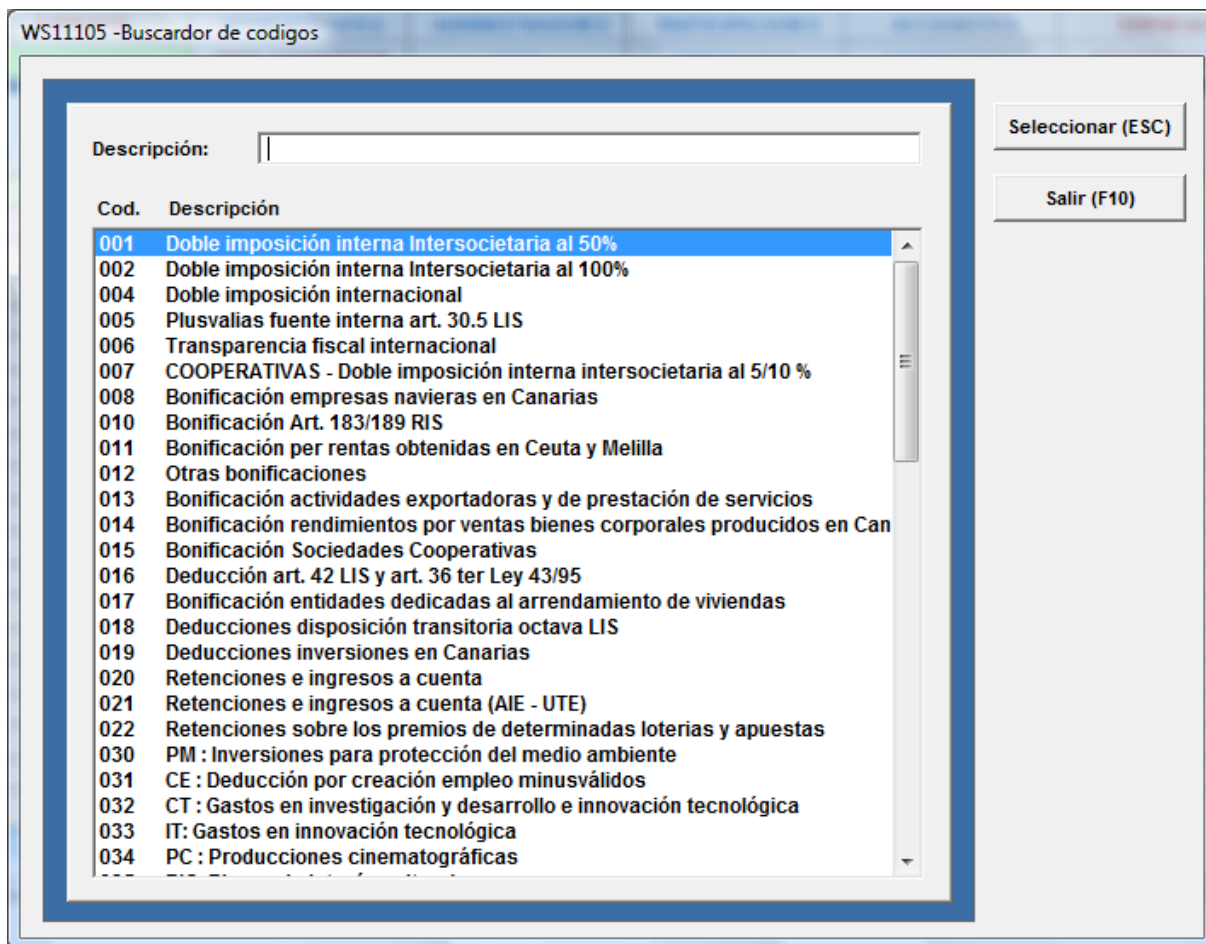 WS11105 -Buscardor de codigos
Seleccionar (ESC)
Descripción:
Salir (F10)
Cod. Descripción
001 Doble imposición interna Intersocietaria al 50%
002 Doble imposición interna Intersocietaria al 100%
004 Doble imposición internacional
005 Plusvalias fuente interna art. 30.5 LIS
006 Transparencia fiscal internacional
007 COOPERATIVAS - Doble imposición interna intersocietaria al 5/10 %
008 Bonificación empresas navieras en Canarias
010 Bonificación Art. 183/189 RIS
011 Bonificación per rentas obtenidas en Ceuta y Melilla
012 Otras bonificaciones
013 Bonificación actividades exportadoras y de prestación de servicios
014 Bonificación rendimientos por ventas bienes corporales producidos en Can
015 Bonificación Sociedades Cooperativas
016 Deducción art. 42 LIS y art. 36 ter Ley 43/95
017 Bonificación entidades dedicadas al arrendamiento de viviendas
018 Deducciones disposición transitoria octava LIS
019 Deducciones inversiones en Canarias
020 Retenciones e ingresos a cuenta
021 Retenciones e ingresos a cuenta (AIE - UTE)
022 Retenciones sobre los premios de determinadas loterias y apuestas
030 PM : Inversiones para protección del medio ambiente
031 CE : Deducción por creación empleo minusválidos
032 CT : Gastos en investigación y desarrollo e innovación tecnológica
033 IT: Gastos en innovación tecnológica
034 PC : Producciones cinematográficas